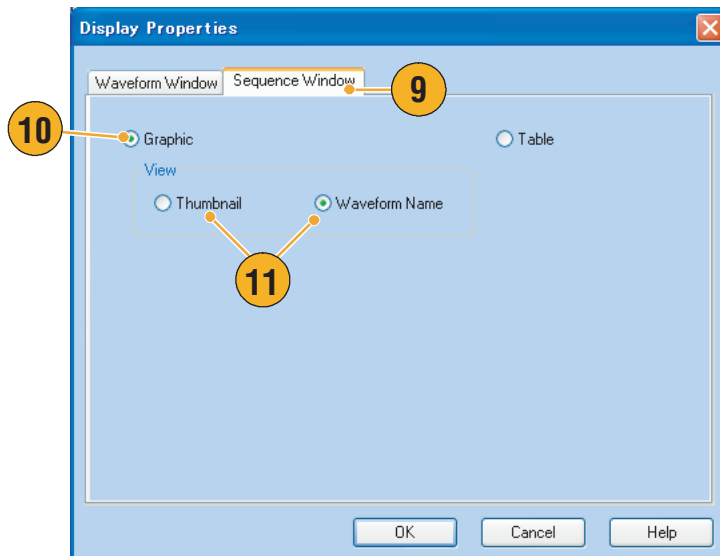 Display Properties
Waveform Window Sequence Window 9
10 Graphic Table
View
Thumbnail Waveform Name
11
OK Cancel Help